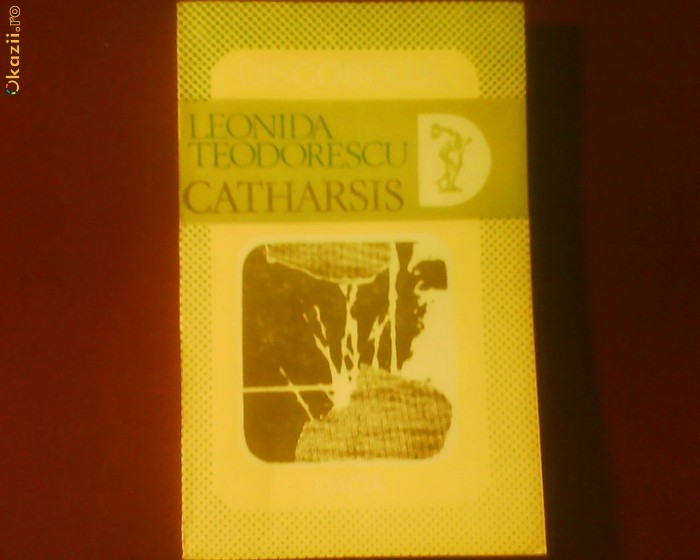 Okazii.ro
DISCOBOLUL
LEONIDA
TEODORESCU
CATHARSIS
D
DACIA